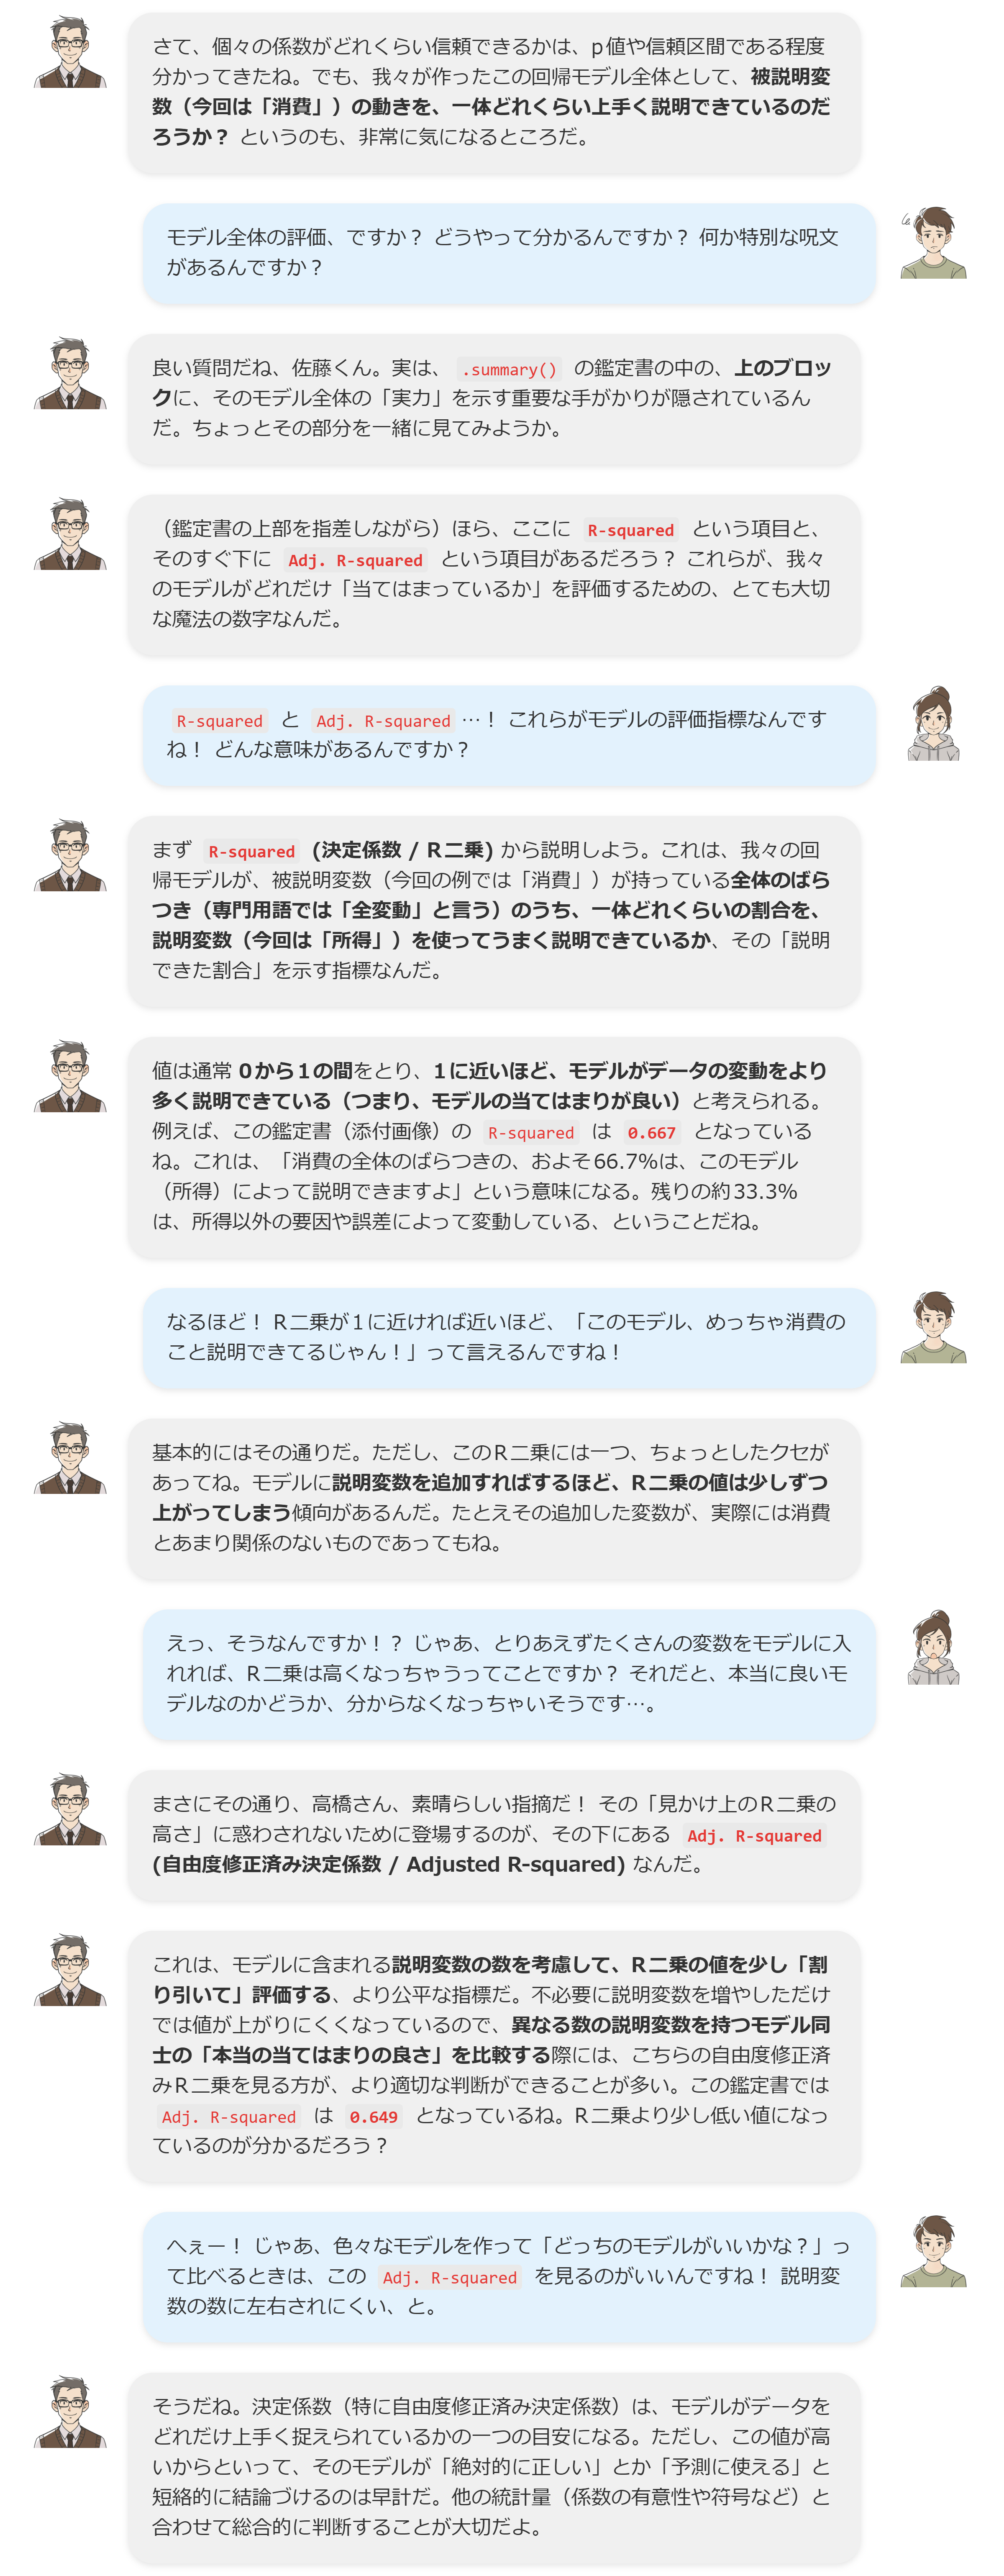 さて、個々の係数がどれくらい信頼できるかは、p値や信頼区間である程度
分かってきたね。でも、我々が作ったこの回帰モデル全体として、被説明変
数（今回は「消費」）の動きを、一体どれくらい上手く説明できているのだ
ろうか？ というのも、非常に気になるところだ。
モデル全体の評価、ですか？ どうやって分かるんですか？ 何か特別な呪文
があるんですか？
良い質問だね、佐藤くん。実は、 .summary() の鑑定書の中の、上のブロッ
クに、そのモデル全体の「実力」を示す重要な手がかりが隠されているん
だ。ちょっとその部分を一緒に見てみようか。
（鑑定書の上部を指差しながら）ほら、ここに R-squared という項目と、
そのすぐ下に Adj. R-squared という項目があるだろう？ これらが、我々
のモデルがどれだけ「当てはまっているか」を評価するための、とても大切
な魔法の数字なんだ。
R-squared と Adj. R-squared …！ これらがモデルの評価指標なんです
ね！ どんな意味があるんですか？
まず R-squared (決定係数 / R二乗) から説明しよう。これは、我々の回
帰モデルが、被説明変数（今回の例では「消費」）が持っている全体のばら
つき（専門用語では「全変動」と言う）のうち、一体どれくらいの割合を、
説明変数（今回は「所得」）を使ってうまく説明できているか、その「説明
できた割合」を示す指標なんだ。
値は通常 0から1の間をとり、1に近いほど、モデルがデータの変動をより
多く説明できている（つまり、モデルの当てはまりが良い）と考えられる。
例えば、この鑑定書（添付画像）の R-squared は 0.667 となっている
ね。これは、「消費の全体のばらつきの、およそ66.7%は、このモデル
（所得）によって説明できますよ」という意味になる。残りの約33.3%
は、所得以外の要因や誤差によって変動している、ということだね。
なるほど！ R二乗が1に近ければ近いほど、「このモデル、めっちゃ消費の
こと説明できてるじゃん！」って言えるんですね！
基本的にはその通りだ。ただし、このR二乗には一つ、ちょっとしたクセが
あってね。モデルに説明変数を追加すればするほど、R二乗の値は少しずつ
上がってしまう傾向があるんだ。たとえその追加した変数が、実際には消費
とあまり関係のないものであってもね。
えっ、そうなんですか！？ じゃあ、とりあえずたくさんの変数をモデルに入
れれば、R二乗は高くなっちゃうってことですか？ それだと、本当に良いモ
デルなのかどうか、分からなくなっちゃいそうです…。
まさにその通り、高橋さん、素晴らしい指摘だ！ その「見かけ上のR二乗の
高さ」に惑わされないために登場するのが、その下にある Adj. R-squared
(自由度修正済み決定係数 / Adjusted R-squared) なんだ。
これは、モデルに含まれる説明変数の数を考慮して、R二乗の値を少し「割
り引いて」評価する、より公平な指標だ。不必要に説明変数を増やしただけ
では値が上がりにくくなっているので、異なる数の説明変数を持つモデル同
士の「本当の当てはまりの良さ」を比較する際には、こちらの自由度修正済
みR二乗を見る方が、より適切な判断ができることが多い。この鑑定書では
Adj. R-squared は 0.649 となっているね。R二乗より少し低い値になっ
ているのが分かるだろう？
へぇー！ じゃあ、色々なモデルを作って「どっちのモデルがいいかな？」っ
て比べるときは、この Adj. R-squared を見るのがいいんですね！ 説明変
数の数に左右されにくい、と。
そうだね。決定係数（特に自由度修正済み決定係数）は、モデルがデータを
どれだけ上手く捉えられているかの一つの目安になる。ただし、この値が高
いからといって、そのモデルが「絶対的に正しい」とか「予測に使える」と
短絡的に結論づけるのは早計だ。他の統計量（係数の有意性や符号など）と
合わせて総合的に判断することが大切だよ。